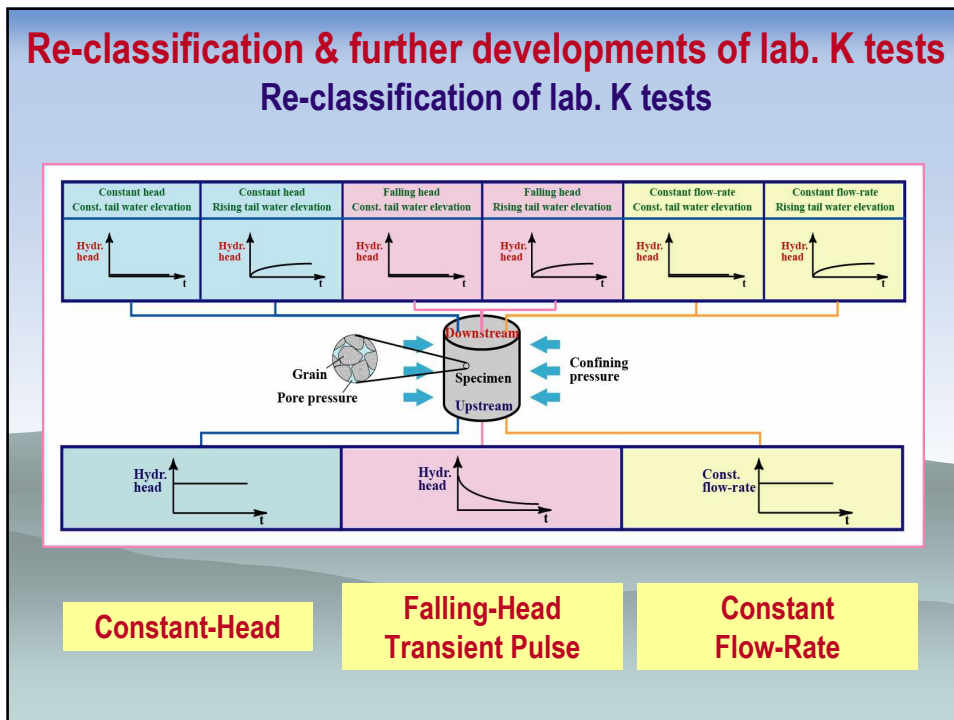 Re-classification & further developments of lab. K tests
Re-classification of lab. K tests
Constant head
Const. tail water elevation
Constant head
Rising tail water elevation
Falling head
Const. tail water elevation
Falling head
Rising tail water elevation
Constant flow-rate
Const. tail water elevation
Constant flow-rate
Rising tail water elevation
Hydr.
head
t
Hydr.
head
t
Hydr.
head
t
Hydr.
head
t
Hydr.
head
t
Hydr.
head
t
Downstream
Grain
Pore pressure
Specimen
Upstream
Confining
pressure
Hydr.
head
t
Hydr.
head
t
Const.
flow-rate
t
Constant-Head
Falling-Head
Transient Pulse
Constant
Flow-Rate